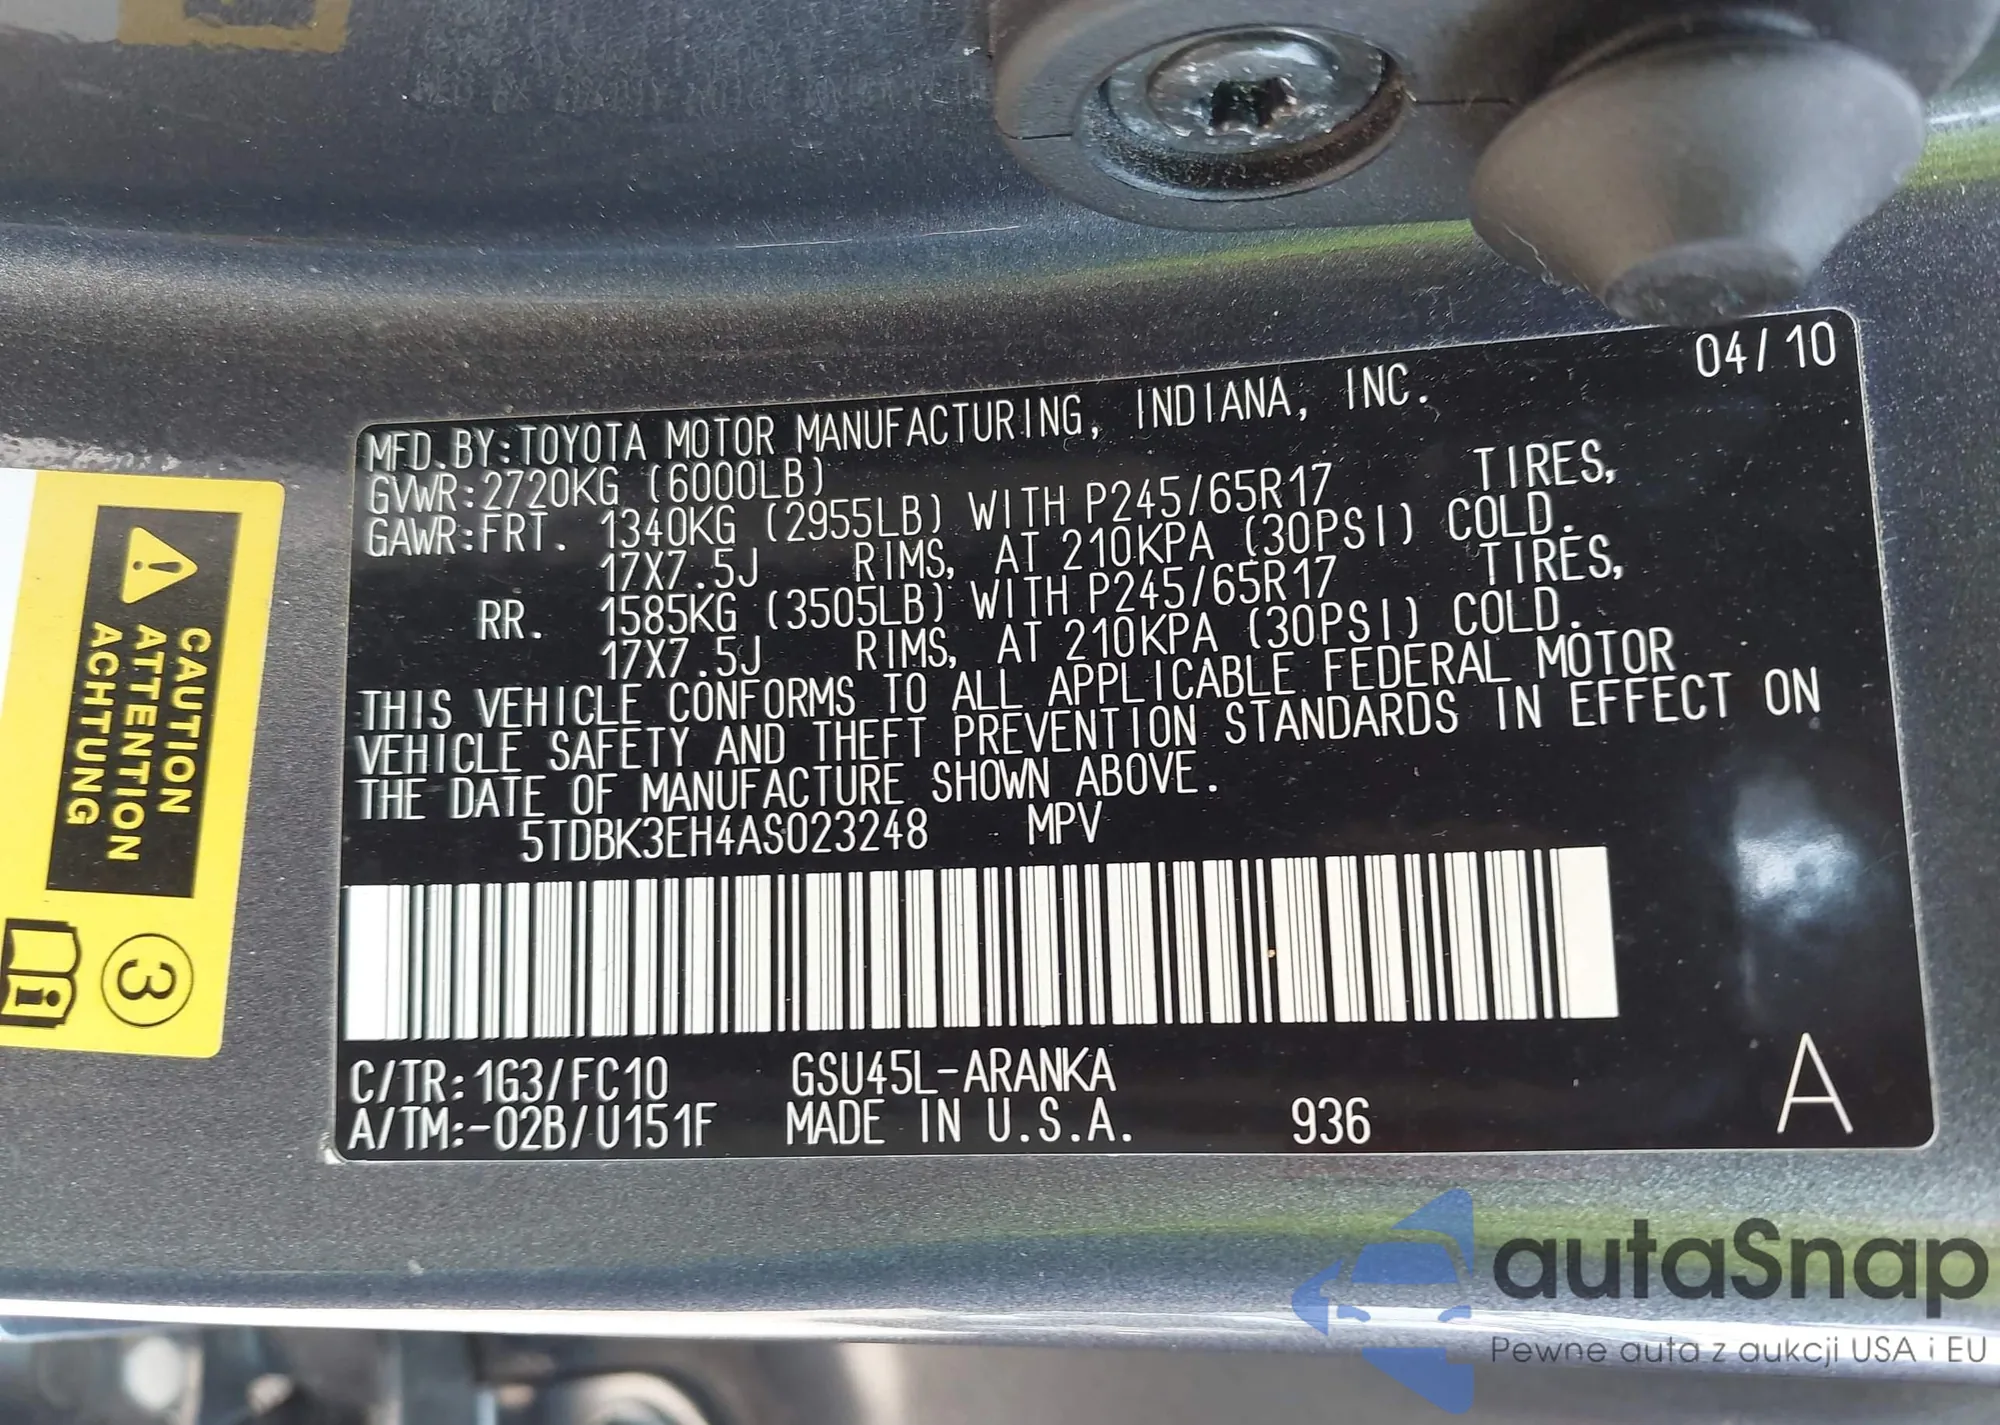 04/10
MFD.BY:TOYOTA MOTOR MANUFACTURING, INDIANA, INC.
GVWR:2720KG (6000LB)
GAWR:FRT. 1340KG (2955LB) WITH P245/65R17 TIRES,
17X7.5J RIMS, AT 210KPA (30PSI) COLD.
RR. 1585KG (3505LB) WITH P245/65R17 TIRES,
17X7.5J RIMS, AT 210KPA (30PSI) COLD.
THIS VEHICLE CONFORMS TO ALL APPLICABLE FEDERAL MOTOR
VEHICLE SAFETY AND THEFT PREVENTION STANDARDS IN EFFECT ON
THE DATE OF MANUFACTURE SHOWN ABOVE.
5TDBK3EH4AS023248 MPV
C/TR:1G3/FC10 GSU45L-ARANKA
A/TM:-02B/U151F MADE IN U.S.A. 936 A
CAUTION
ATTENTION
ACHTUNG
3
autaSnap
Pewne auta z aukcji USA i EU